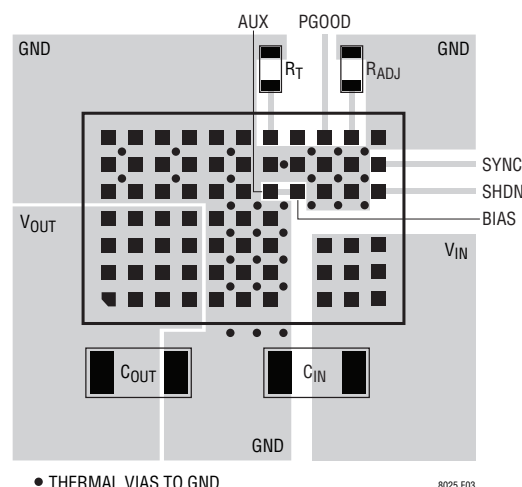 AUX PGOOD
GND GND
RT RADJ
SYNC
SHDN
BIAS
VOUT VIN
COUT CIN
GND
● THERMAL VIAS TO GND
8025 F03